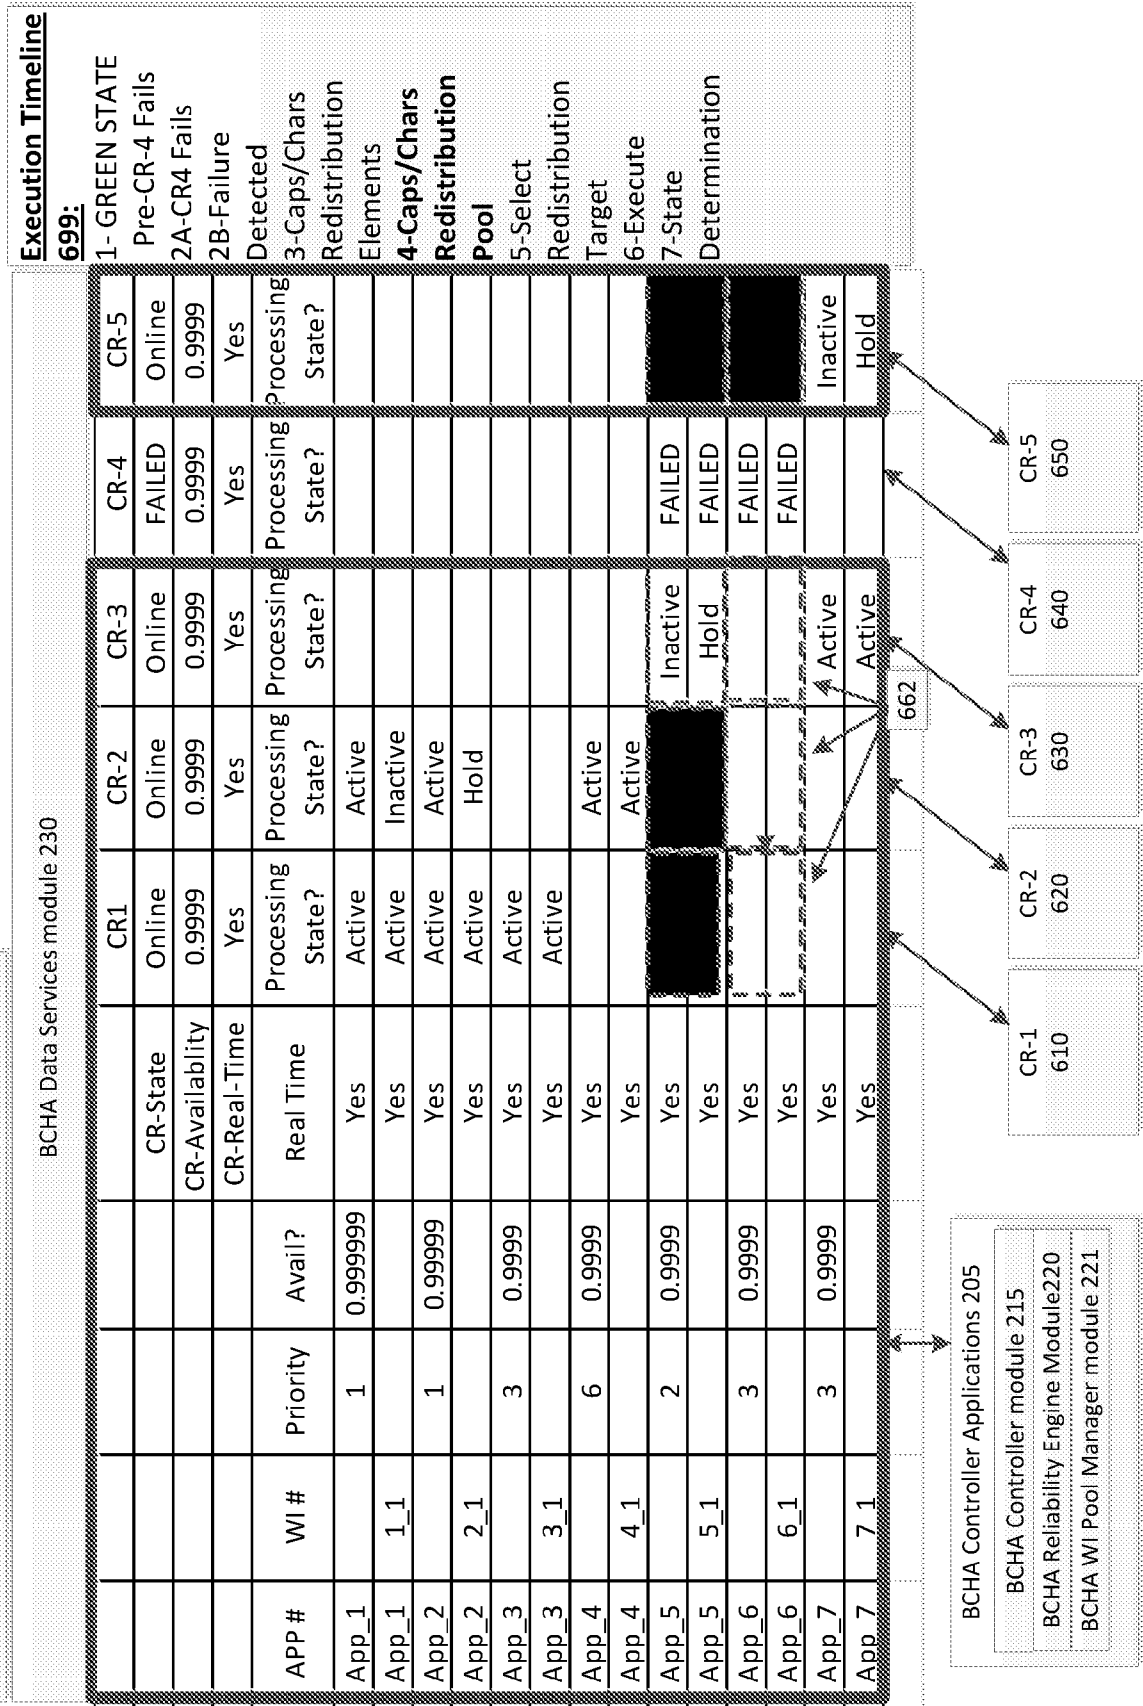 BCHA Data Services module 230
CR1 CR-2 CR-3 CR-4 CR-5
CR-State Online Online Online FAILED Online
CR-Availablity 0.9999 0.9999 0.9999 0.9999 0.9999
CR-Real-Time Yes Yes Yes Yes Yes
APP # WI # Priority Avail? Real Time Processing State? Processing State? Processing State? Processing State? Processing State?
App_1 1 0.999999 Yes Active Active
App_1 1_1 Yes Active Inactive
App_2 1 0.99999 Yes Active Active
App_2 2_1 Yes Active Hold
App_3 3 0.9999 Yes Active
App_3 3_1 Yes Active
App_4 6 0.9999 Yes Active
App_4 4_1 Yes Active
App_5 2 0.9999 Yes Inactive FAILED
App_5 5_1 Yes Hold FAILED
App_6 3 0.9999 Yes FAILED
App_6 6_1 Yes FAILED
App_7 3 0.9999 Yes Active Inactive
App_7 7_1 Yes Active Hold
Execution Timeline
699:
1- GREEN STATE
Pre-CR-4 Fails
2A-CR4 Fails
2B-Failure
Detected
3-Caps/Chars
Redistribution
Elements
4-Caps/Chars
Redistribution
Pool
5-Select
Redistribution
Target
6-Execute
7-State
Determination
662
BCHA Controller Applications 205
BCHA Controller module 215
BCHA Reliability Engine Module220
BCHA WI Pool Manager module 221
CR-1
610
CR-2
620
CR-3
630
CR-4
640
CR-5
650